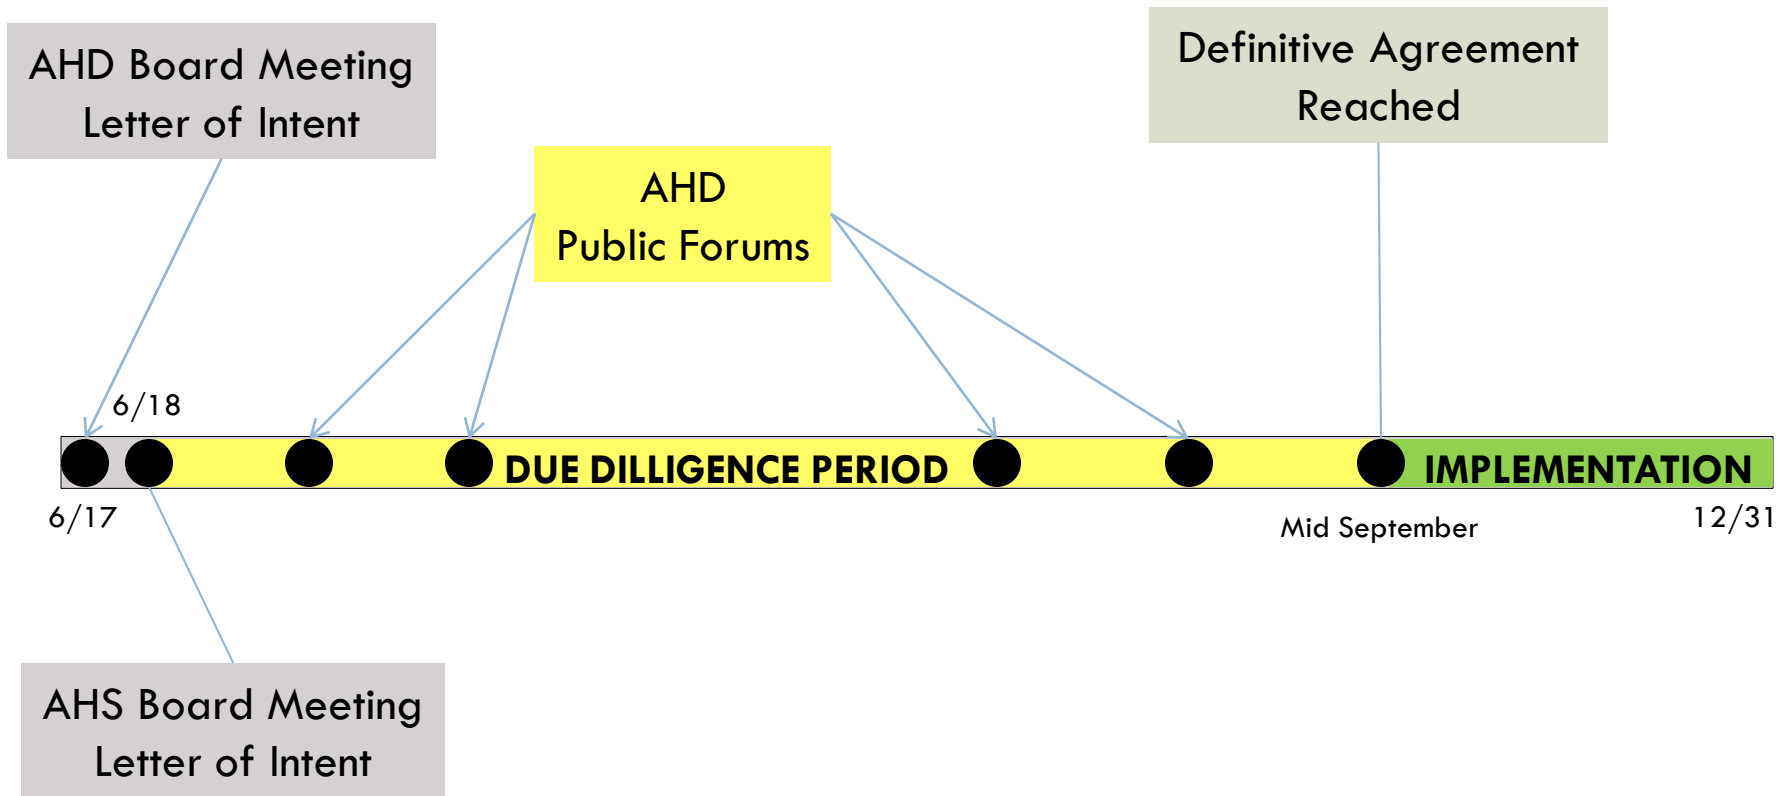 AHD Board Meeting
Letter of Intent
Definitive Agreement
Reached
AHD
Public Forums
6/18
DUE DILLIGENCE PERIOD
IMPLEMENTATION
6/17
Mid September
12/31
AHS Board Meeting
Letter of Intent